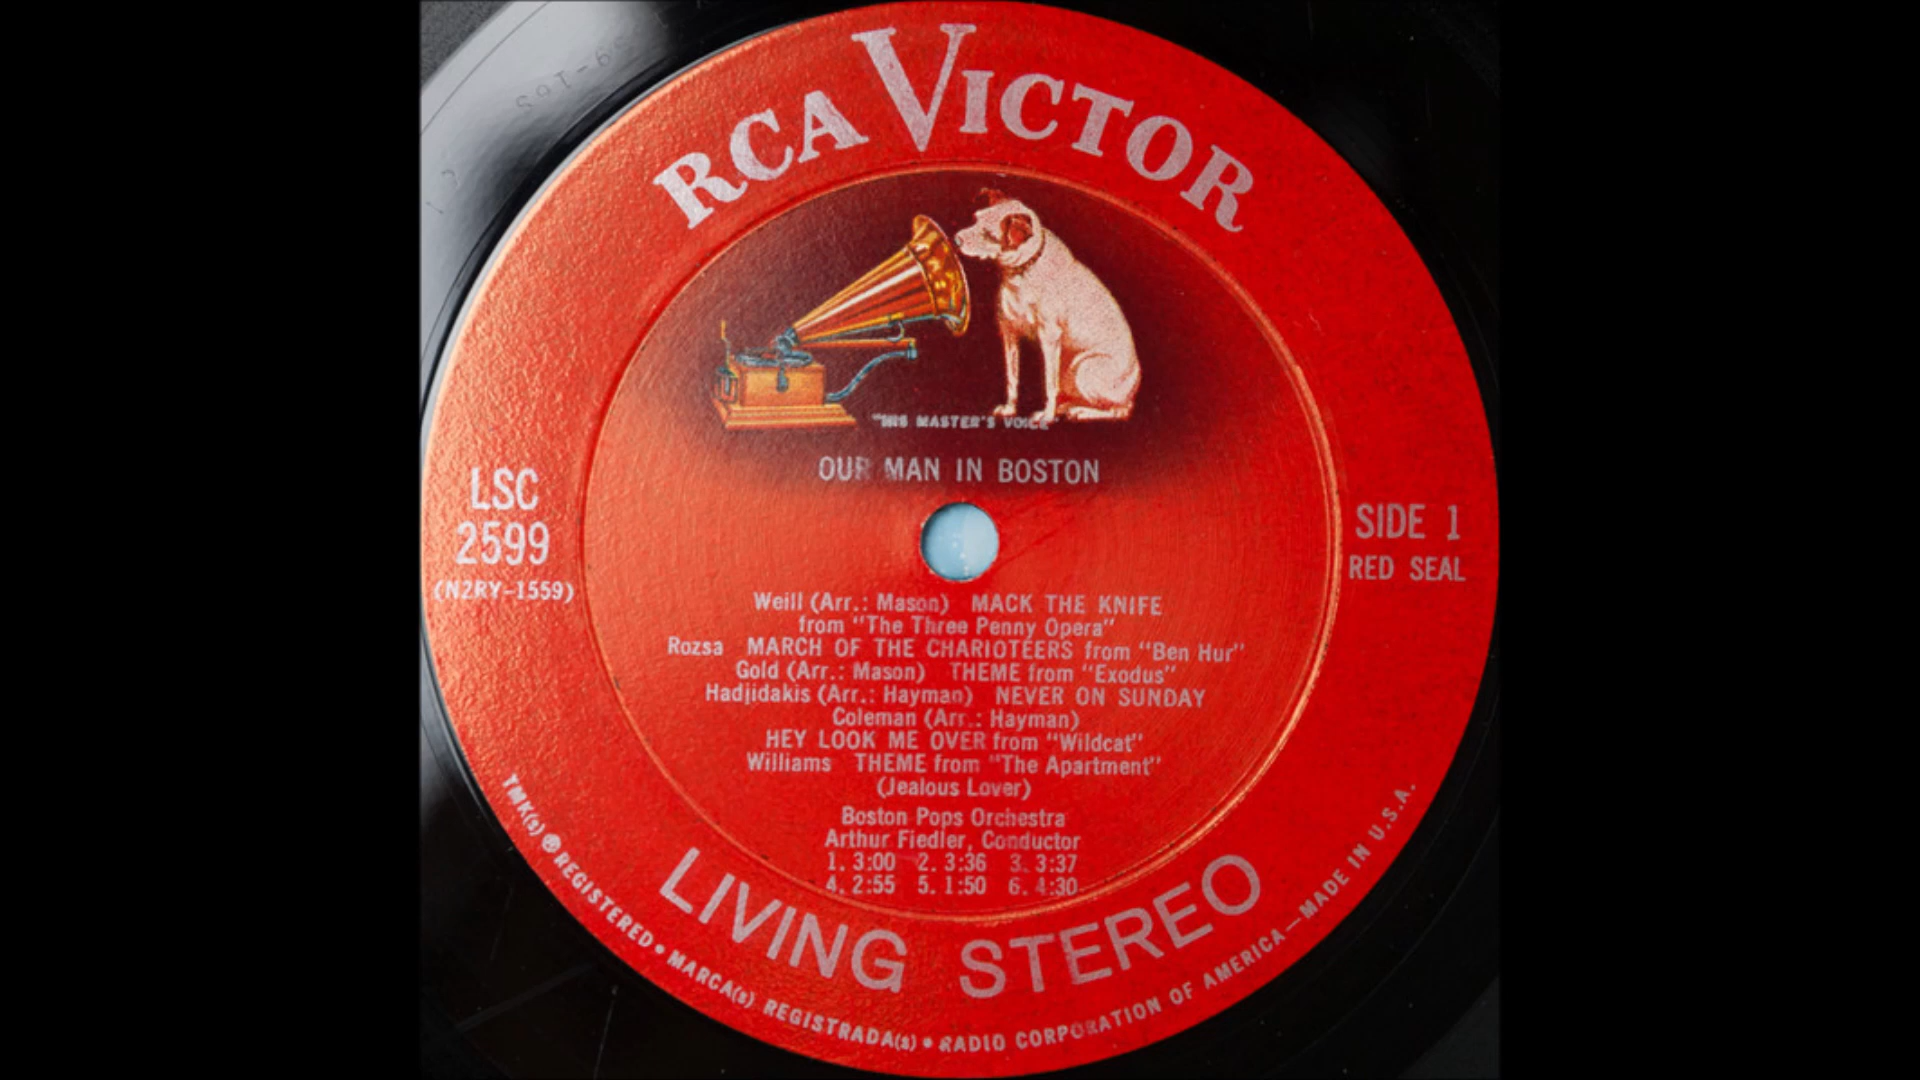 RCA VICTOR
"HIS MASTER'S VOICE"
OUR MAN IN BOSTON
LSC
2599
(N2RY-1559)
SIDE 1
RED SEAL
Weill (Arr.: Mason) MACK THE KNIFE
from "The Three Penny Opera"
Rozsa MARCH OF THE CHARIOTEERS from "Ben Hur"
Gold (Arr.: Mason) THEME from "Exodus"
Hadjidakis (Arr.: Hayman) NEVER ON SUNDAY
Coleman (Arr.: Hayman)
HEY LOOK ME OVER from "Wildcat"
Williams THEME from "The Apartment"
(Jealous Lover)
Boston Pops Orchestra
Arthur Fiedler, Conductor
1. 3:00 2. 3:36 3. 3:37
4. 2:55 5. 1:50 6. 4:30
LIVING STEREO
TMK(s) ® REGISTERED • MARCA(s) REGISTRADA(s) • RADIO CORPORATION OF AMERICA—MADE IN U.S.A.